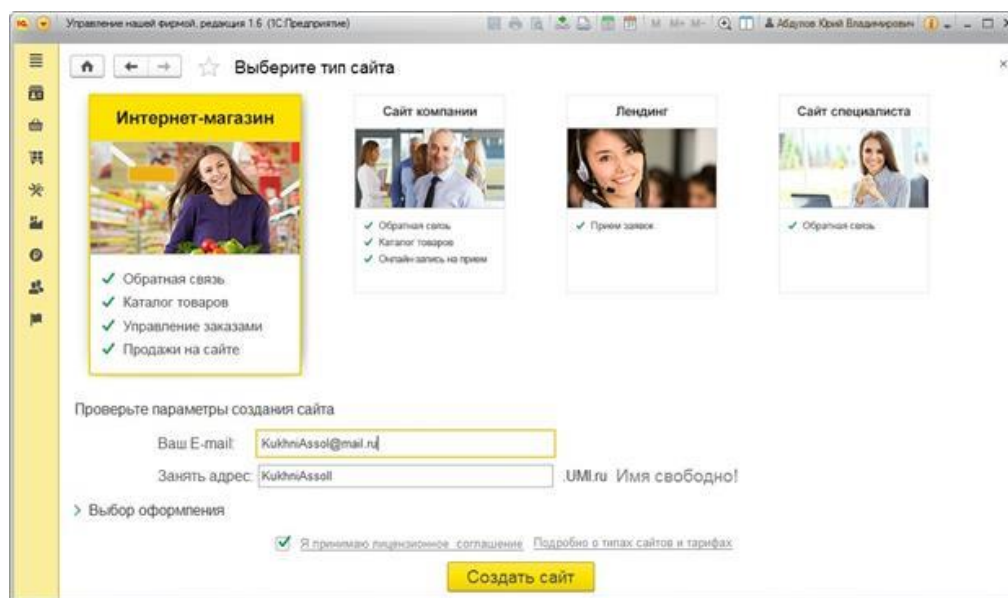 Управление нашей фирмой, редакция 1.6 (1С:Предприятие)
M M+ M-
Абдулов Юрий Владимирович
Выберите тип сайта
Интернет-магазин
Обратная связь
Каталог товаров
Управление заказами
Продажи на сайте
Сайт компании
Обратная связь
Каталог товаров
Онлайн-запись на прием
Лендинг
Прием заявок
Сайт специалиста
Обратная связь
Проверьте параметры создания сайта
Ваш E-mail: KukhniAssol@mail.ru
Занять адрес: KukhniAssoll .UMI.ru Имя свободно!
Выбор оформления
Я принимаю лицензионное соглашение Подробно о типах сайтов и тарифах
Создать сайт